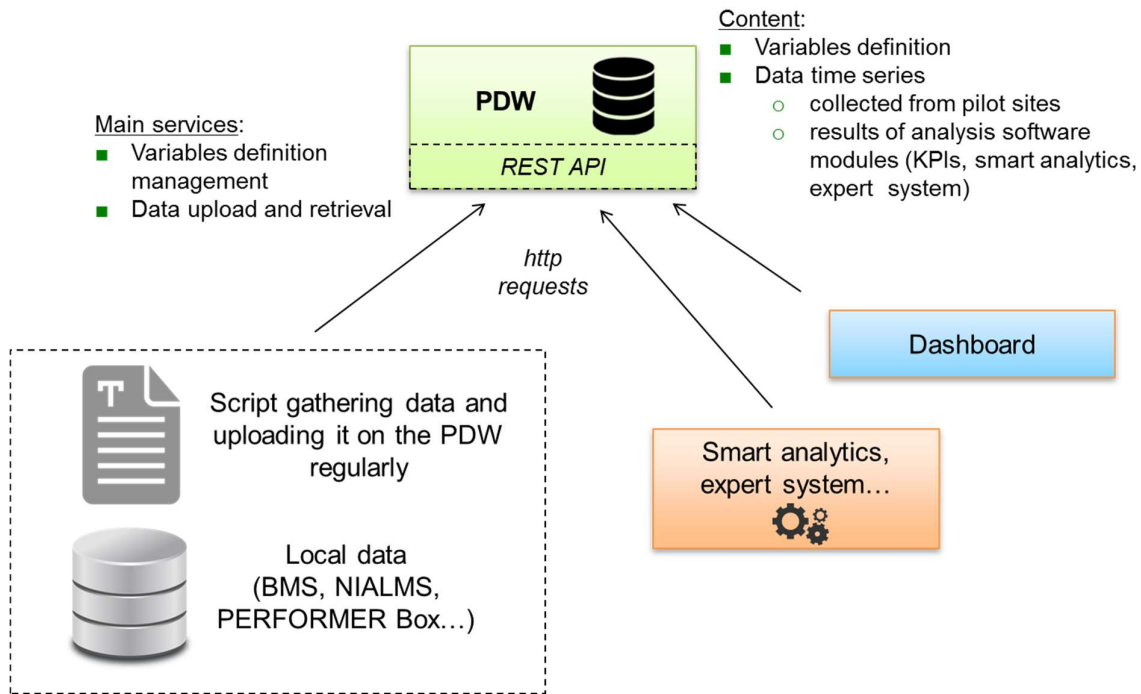 Content:
■ Variables definition
■ Data time series
o collected from pilot sites
o results of analysis software
modules (KPIs, smart analytics,
expert system)
PDW
REST API
Main services:
■ Variables definition
management
■ Data upload and retrieval
http
requests
Dashboard
Script gathering data and
uploading it on the PDW
regularly
T
Smart analytics,
expert system…
Local data
(BMS, NIALMS,
PERFORMER Box…)